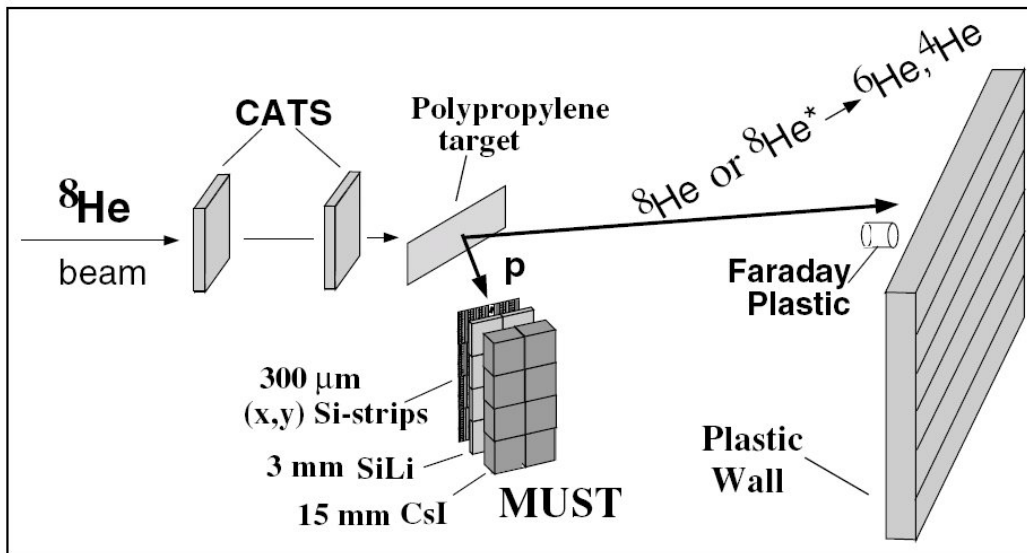 CATS
Polypropylene
target
⁸He
beam
⁸He or ⁸He* → ⁶He, ⁴He
p
Faraday
Plastic
300 μm
(x,y) Si-strips
3 mm SiLi
15 mm CsI
MUST
Plastic
Wall